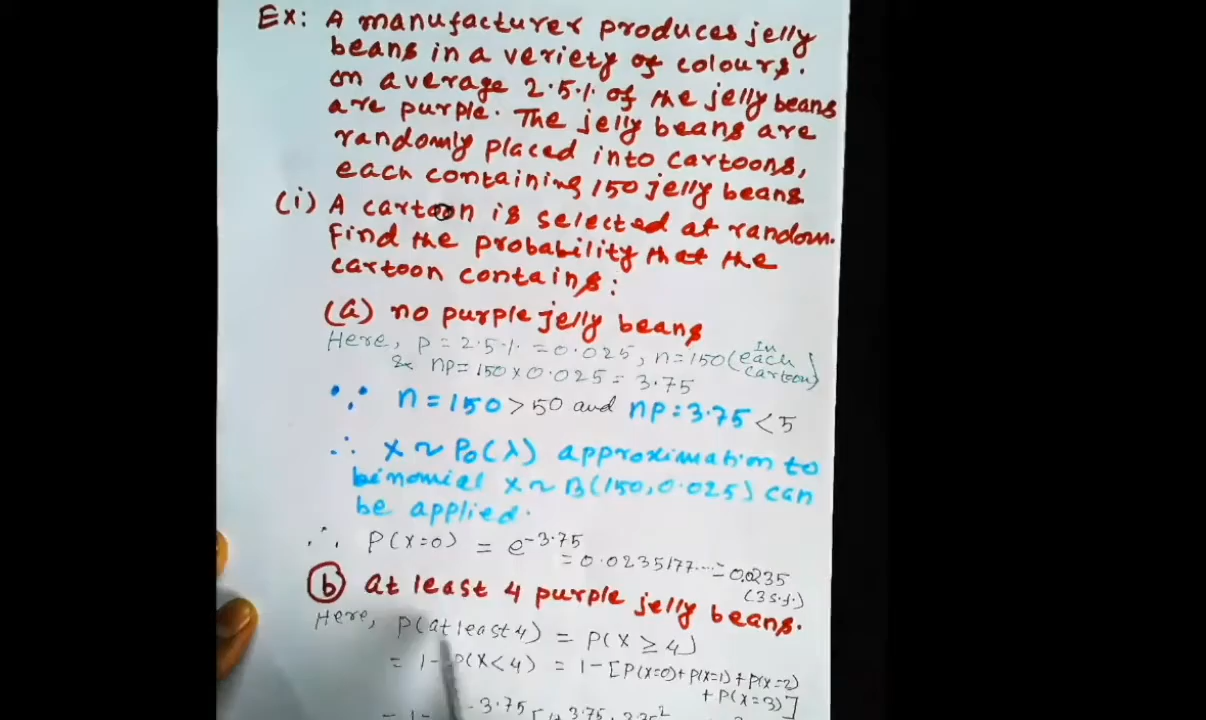 Ex: A manufacturer produces jelly
beans in a veriety of colours.
on average 2.5% of the jelly beans
are purple. The jelly beans are
randomly placed into cartoons,
each containing 150 jelly beans
(i) A cartoon is selected at random.
Find the probability that the
cartoon contains:
(a) no purple jelly beans
Here, p = 2.5% = 0.025, n=150 (In each cartoon)
& np = 150×0.025 = 3.75
∵ n = 150 > 50 and np = 3.75 < 5
∴ X ~ Po(λ) approximation to
binomial X ~ B(150, 0.025) can
be applied.
∴ P(X=0) = e^-3.75
= 0.0235177... = 0.0235
(3 s.f.)
(b) at least 4 purple jelly beans.
Here, P(at least 4) = P(X ≥ 4)
= 1 - P(X<4) = 1 - [P(X=0)+P(X=1)+P(X=2)
+ P(X=3)]